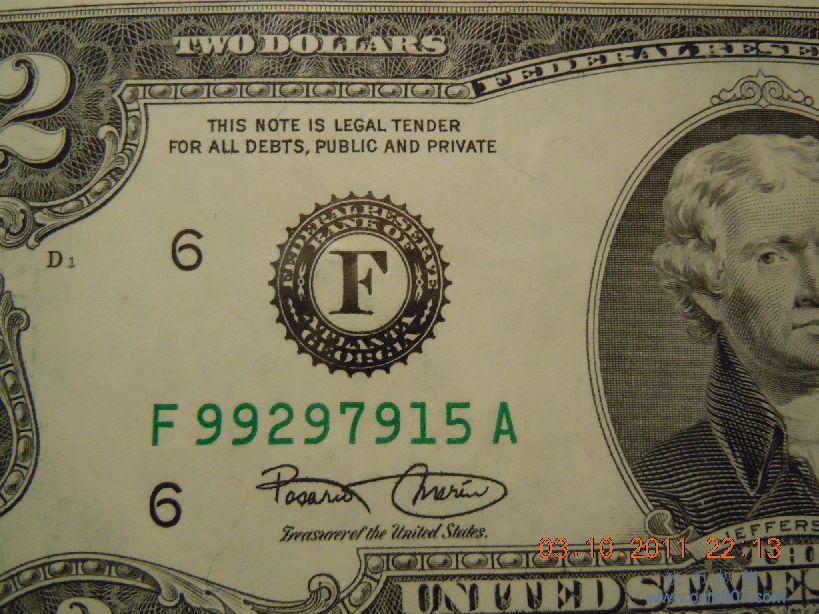 TWO DOLLARS
FEDERAL RESE
2
THIS NOTE IS LEGAL TENDER
FOR ALL DEBTS, PUBLIC AND PRIVATE
D1
6
FEDERAL RESERVE
BANK OF
F
ATLANTA
GEORGIA
F 99297915 A
6
Rosario Marin
Treasurer of the United States.
JEFFERS
03.10.2011 22:13
UNITED STATES